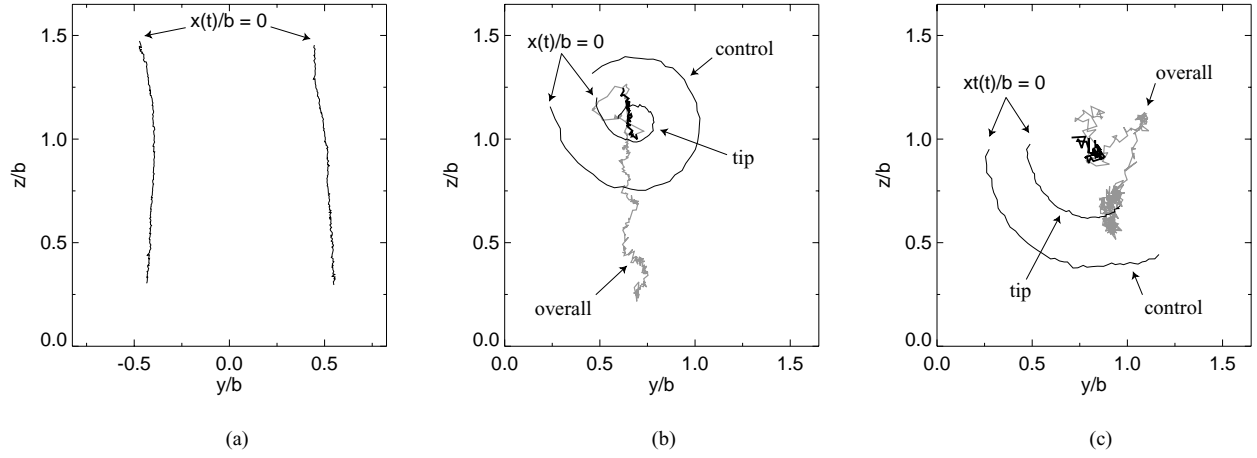 x(t)/b = 0
1.5
1.0
0.5
0.0
z/b
-0.5
0.0
0.5
y/b
(a)
x(t)/b = 0
control
tip
overall
1.5
1.0
0.5
0.0
z/b
0.0
0.5
1.0
1.5
y/b
(b)
xt(t)/b = 0
overall
tip
control
1.5
1.0
0.5
0.0
z/b
0.0
0.5
1.0
1.5
y/b
(c)